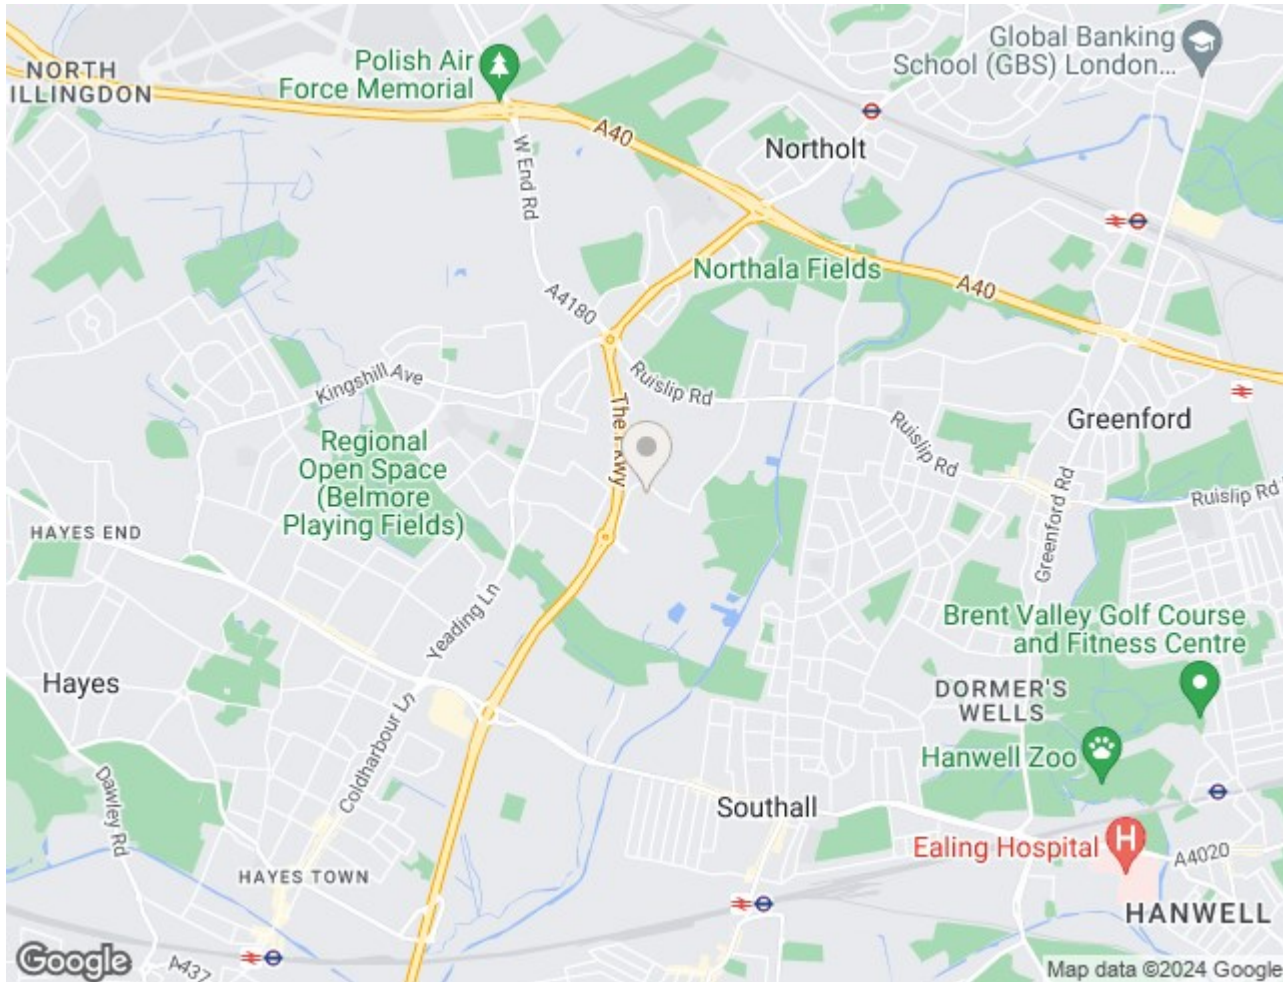 Global Banking
School (GBS) London...
Polish Air
Force Memorial
NORTH
ILLINGDON
A40
Northolt
W End Rd
Northala Fields
A40
A4180
Kingshill Ave
Ruislip Rd
The Pkwy
Greenford
Ruislip Rd
Regional
Open Space
(Belmore
Playing Fields)
Ruislip Rd
Greenford Rd
HAYES END
Yeading Ln
Brent Valley Golf Course
and Fitness Centre
Hayes
DORMER'S
WELLS
Coldharbour Ln
Hanwell Zoo
Dawley Rd
Southall
Ealing Hospital
H
A4020
HAYES TOWN
HANWELL
Google
A437
Map data ©2024 Google